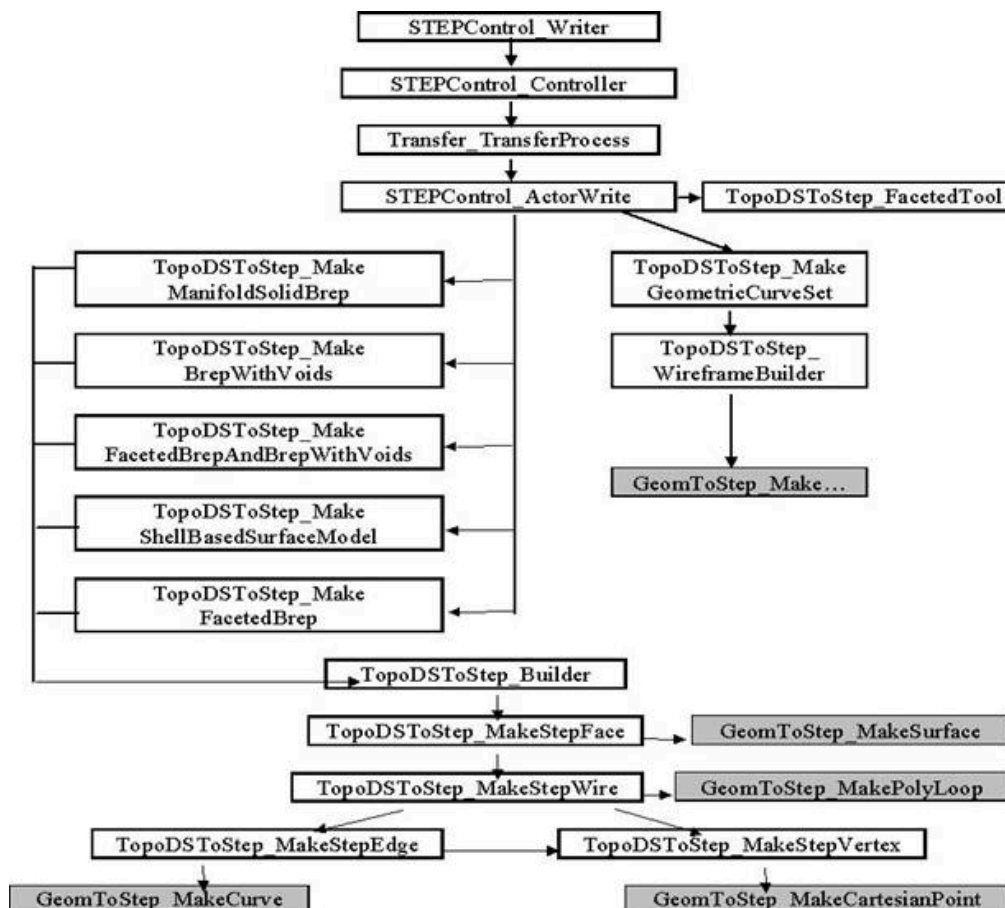 STEPControl_Writer
STEPControl_Controller
Transfer_TransferProcess
STEPControl_ActorWrite
TopoDSToStep_FacetedTool
TopoDSToStep_Make
ManifoldSolidBrep
TopoDSToStep_Make
GeometricCurveSet
TopoDSToStep_Make
BrepWithVoids
TopoDSToStep_
WireframeBuilder
TopoDSToStep_Make
FacetedBrepAndBrepWithVoids
GeomToStep_Make...
TopoDSToStep_Make
ShellBasedSurfaceModel
TopoDSToStep_Make
FacetedBrep
TopoDSToStep_Builder
TopoDSToStep_MakeStepFace
GeomToStep_MakeSurface
TopoDSToStep_MakeStepWire
GeomToStep_MakePolyLoop
TopoDSToStep_MakeStepEdge
TopoDSToStep_MakeStepVertex
GeomToStep_MakeCurve
GeomToStep_MakeCartesianPoint